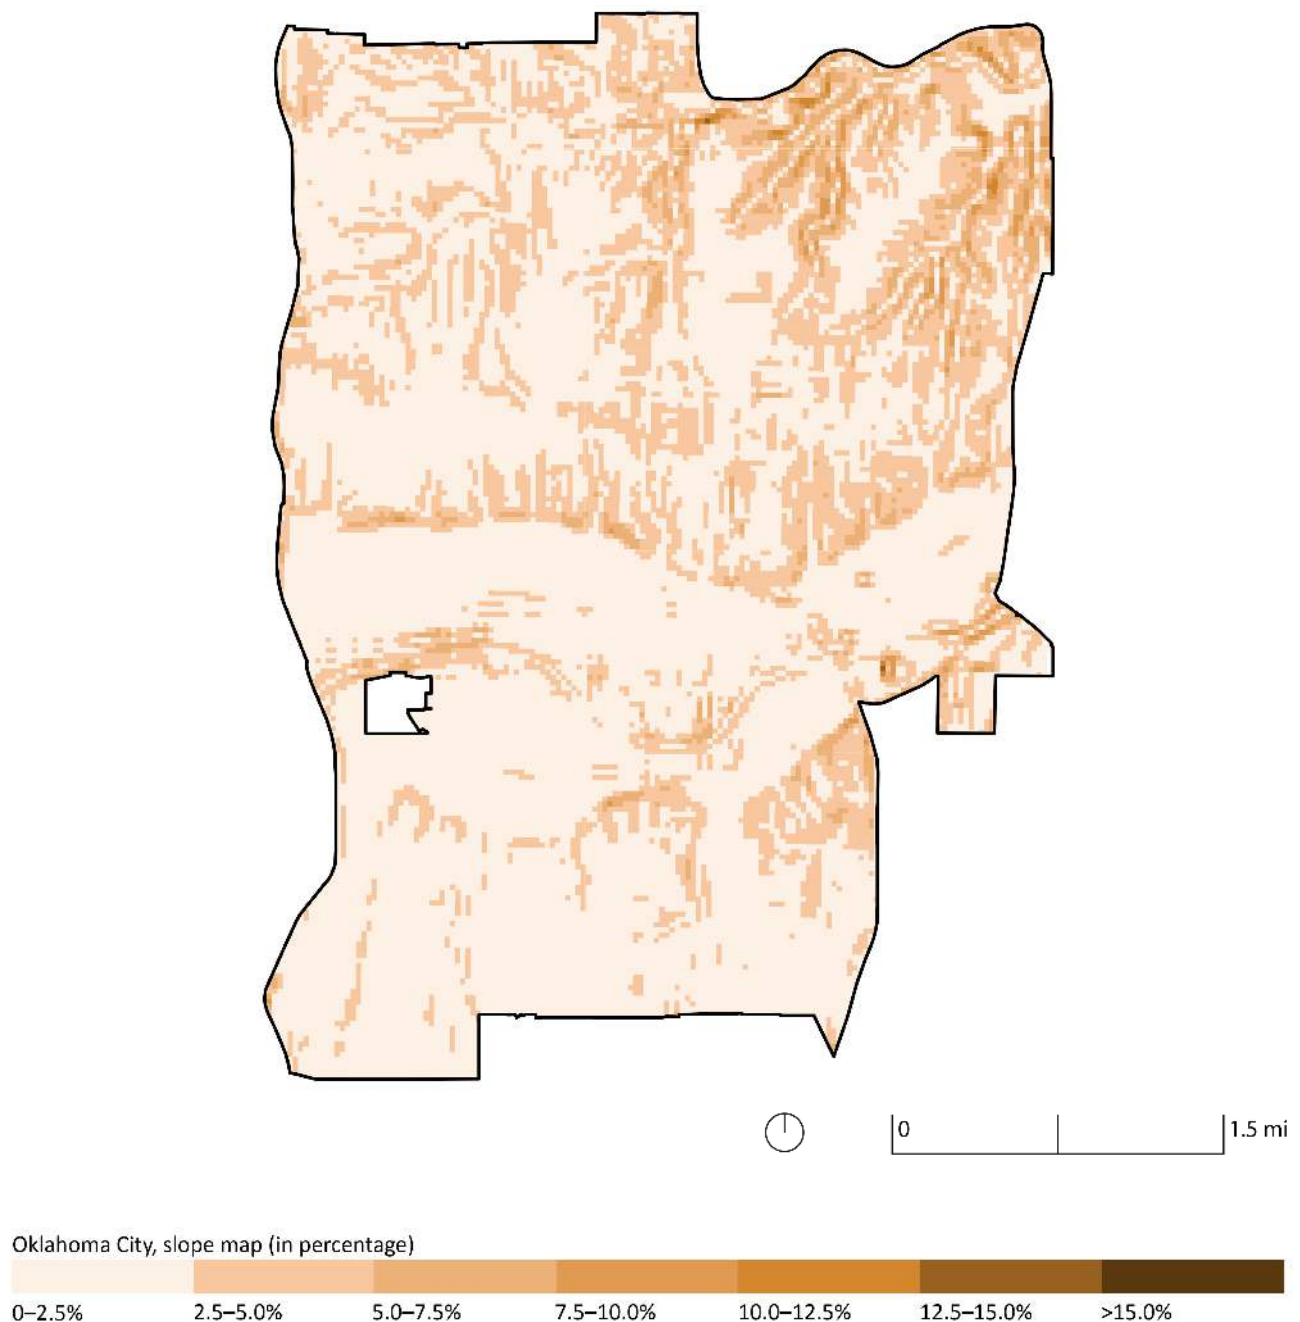 0
1.5 mi
Oklahoma City, slope map (in percentage)
0–2.5% 2.5–5.0% 5.0–7.5% 7.5–10.0% 10.0–12.5% 12.5–15.0% >15.0%